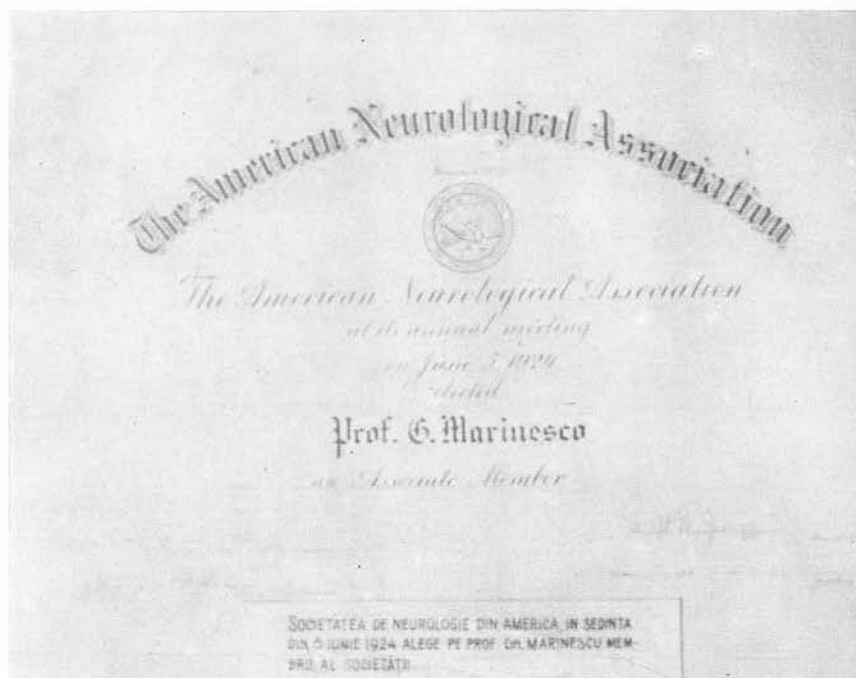 The American Neurological Association
The American Neurological Association
at its annual meeting
on June 5, 1924
elected
Prof. G. Marinesco
an Associate Member
SOCIETATEA DE NEUROLOGIE DIN AMERICA, IN SEDINTA
DIN 5 IUNIE 1924 ALEGE PE PROF. GH. MARINESCU MEM-
BRU AL SOCIETĂȚII